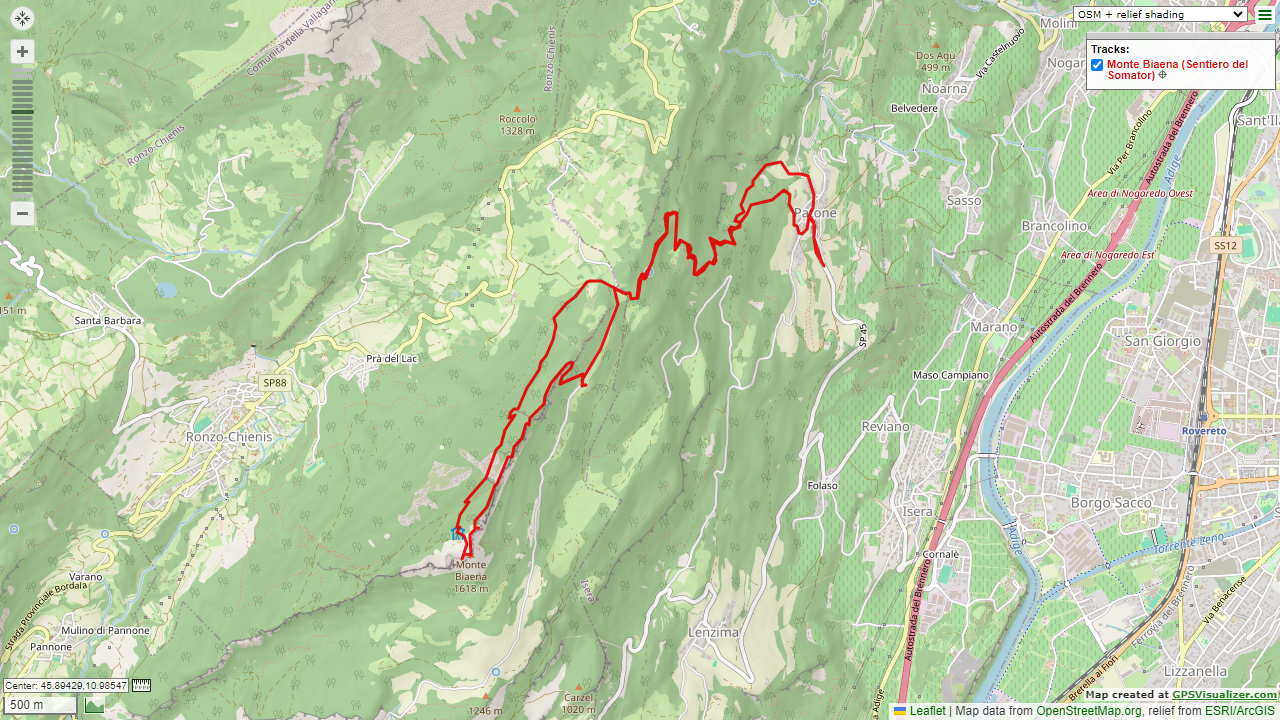 OSM + relief shading
Tracks:
Monte Biaena (Sentiero del
Somator)
Comunità della Vallagar
Ronzo Chienis
Ronzo Chienis
Roccolo
1328 m
Dos Aqu
499 m
Molin
Nogar
Via Castelnuovo
Noarna
Belvedere
Autostrada del Brennero
Via Per Brancolino
Adige
Sant'Ila
Area di Nogaredo Ovest
Sasso
Brancolino
Patone
SS12
Area di Nogaredo Est
Autostrada del Brennero
151 m
Santa Barbara
Prà del Lac
SP88
Ronzo-Chienis
SP 45
Marano
San Giorgio
Maso Campiano
Reviano
Rovereto
Folaso
Isera
Borgo Sacco
Adige
Torrente Leno
Cornalè
Monte
Biaena
1618 m
Isera
Varano
Strada Provinciale Bordala
Mulino di Pannone
Pannone
Lenzima
Autostrada del Brennero
Ferrovia del Brennero
Via Benacense
Lizzanella
Brebella ai Fiori
Carzel
1020 m
1246 m
Center: 45.89429,10.98547
500 m
Map created at GPSVisualizer.com
Leaflet | Map data from OpenStreetMap.org, relief from ESRI/ArcGIS